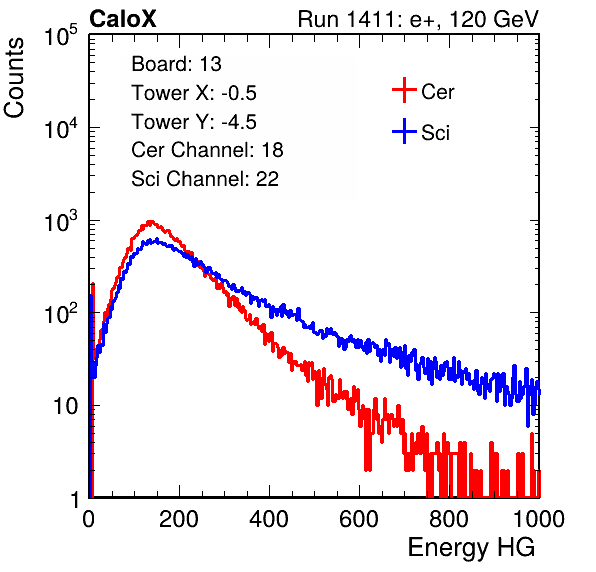 CaloX Run 1411: e+, 120 GeV
Counts
Board: 13
Tower X: -0.5
Tower Y: -4.5
Cer Channel: 18
Sci Channel: 22
Cer
Sci
10^5
10^4
10^3
10^2
10
1
0 200 400 600 800 1000
Energy HG